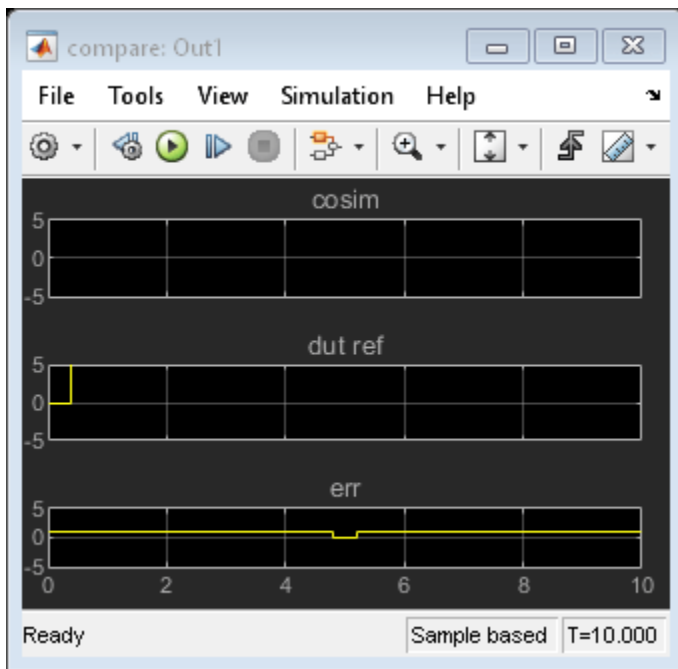 compare: Out1
File Tools View Simulation Help
cosim
5
0
-5
dut ref
5
0
-5
err
5
0
-5
0 2 4 6 8 10
Ready Sample based T=10.000